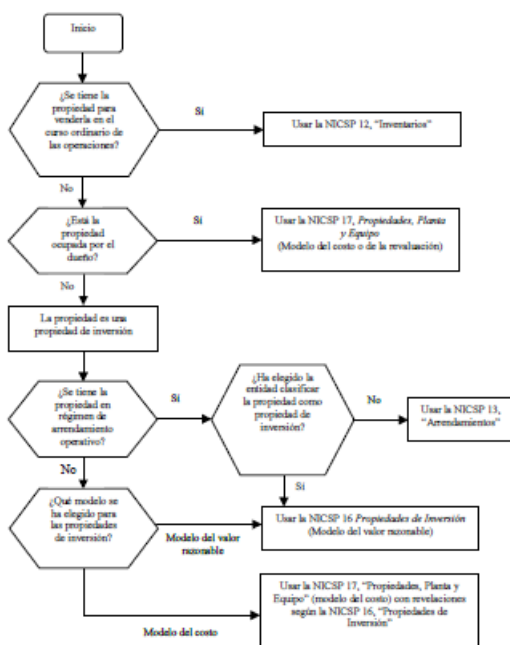 Inicio
¿Se tiene la
propiedad para
venderla en el
curso ordinario de
las operaciones?
Sí
Usar la NICSP 12, “Inventarios”
No
¿Está la
propiedad
ocupada por el
dueño?
Sí
Usar la NICSP 17, Propiedades, Planta
y Equipo
(Modelo del costo o de la revaluación)
No
La propiedad es una
propiedad de inversión
¿Se tiene la
propiedad en
régimen de
arrendamiento
operativo?
Sí
¿Ha elegido la
entidad clasificar
la propiedad como
propiedad de
inversión?
No
Usar la NICSP 13,
“Arrendamientos”
Sí
No
¿Qué modelo se
ha elegido para
las propiedades
de inversión?
Modelo del valor
razonable
Usar la NICSP 16 Propiedades de Inversión
(Modelo del valor razonable)
Modelo del costo
Usar la NICSP 17, “Propiedades, Planta y
Equipo” (modelo del costo) con revelaciones
según la NICSP 16, “Propiedades de
Inversión”